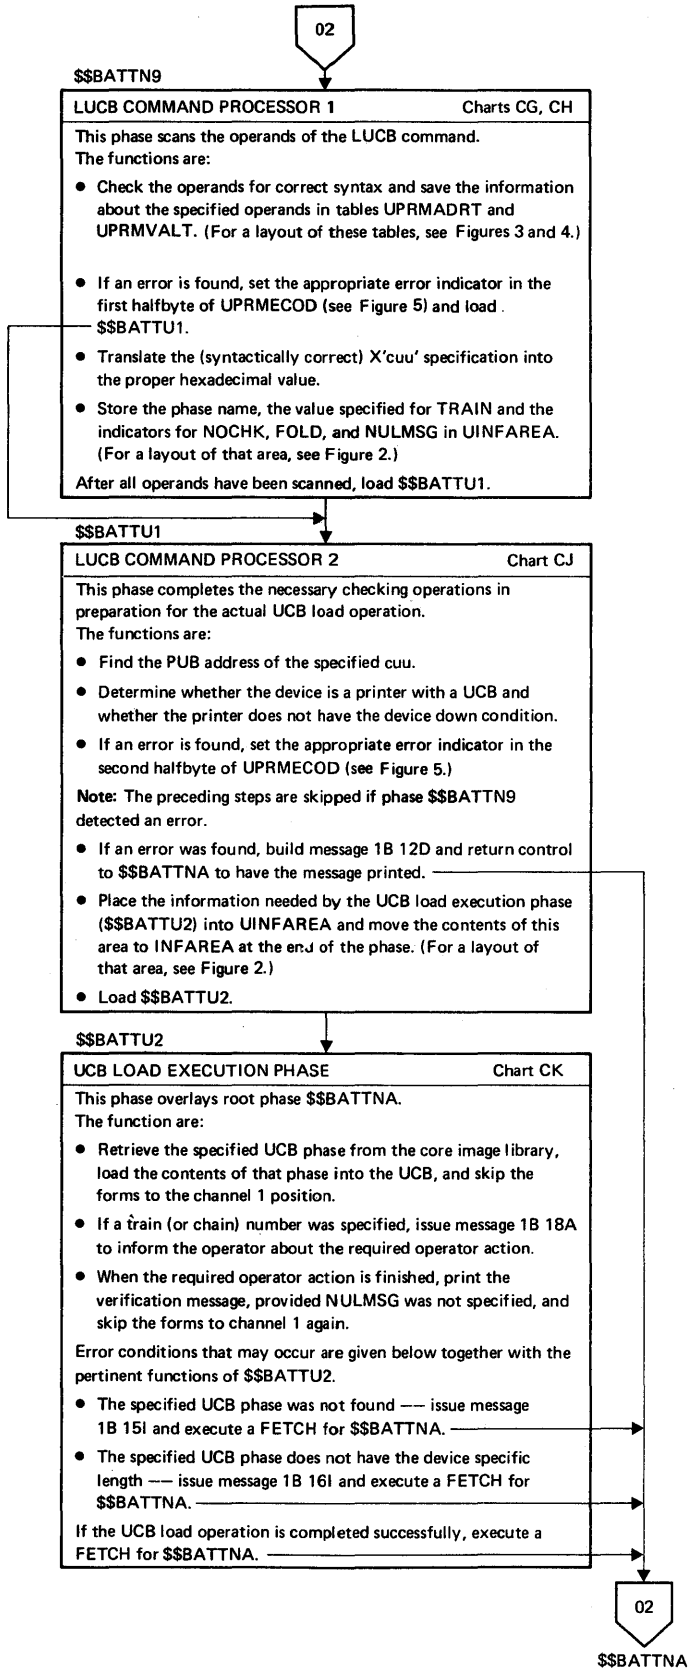 02
$$BATTN9
LUCB COMMAND PROCESSOR 1 Charts CG, CH
This phase scans the operands of the LUCB command.
The functions are:
● Check the operands for correct syntax and save the information
about the specified operands in tables UPRMADRT and
UPRMVALT. (For a layout of these tables, see Figures 3 and 4.)
● If an error is found, set the appropriate error indicator in the
first halfbyte of UPRMECOD (see Figure 5) and load
$$BATTU1.
● Translate the (syntactically correct) X'cuu' specification into
the proper hexadecimal value.
● Store the phase name, the value specified for TRAIN and the
indicators for NOCHK, FOLD, and NULMSG in UINFAREA.
(For a layout of that area, see Figure 2.)
After all operands have been scanned, load $$BATTU1.
$$BATTU1
LUCB COMMAND PROCESSOR 2 Chart CJ
This phase completes the necessary checking operations in
preparation for the actual UCB load operation.
The functions are:
● Find the PUB address of the specified cuu.
● Determine whether the device is a printer with a UCB and
whether the printer does not have the device down condition.
● If an error is found, set the appropriate error indicator in the
second halfbyte of UPRMECOD (see Figure 5.)
Note: The preceding steps are skipped if phase $$BATTN9
detected an error.
● If an error was found, build message 1B 12D and return control
to $$BATTNA to have the message printed.
● Place the information needed by the UCB load execution phase
($$BATTU2) into UINFAREA and move the contents of this
area to INFAREA at the end of the phase. (For a layout of
that area, see Figure 2.)
● Load $$BATTU2.
$$BATTU2
UCB LOAD EXECUTION PHASE Chart CK
This phase overlays root phase $$BATTNA.
The function are:
● Retrieve the specified UCB phase from the core image library,
load the contents of that phase into the UCB, and skip the
forms to the channel 1 position.
● If a train (or chain) number was specified, issue message 1B 18A
to inform the operator about the required operator action.
● When the required operator action is finished, print the
verification message, provided NULMSG was not specified, and
skip the forms to channel 1 again.
Error conditions that may occur are given below together with the
pertinent functions of $$BATTU2.
● The specified UCB phase was not found –– issue message
1B 15I and execute a FETCH for $$BATTNA.
● The specified UCB phase does not have the device specific
length –– issue message 1B 16I and execute a FETCH for
$$BATTNA.
If the UCB load operation is completed successfully, execute a
FETCH for $$BATTNA.
02
$$BATTNA